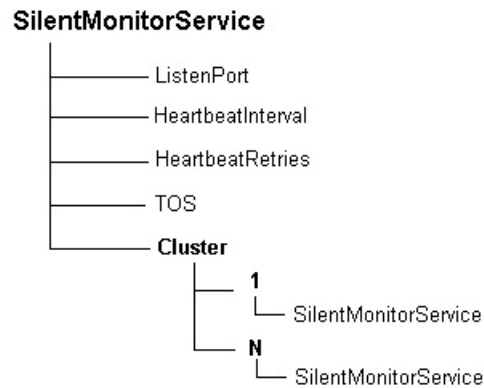 SilentMonitorService
ListenPort
HeartbeatInterval
HeartbeatRetries
TOS
Cluster
1
SilentMonitorService
N
SilentMonitorService